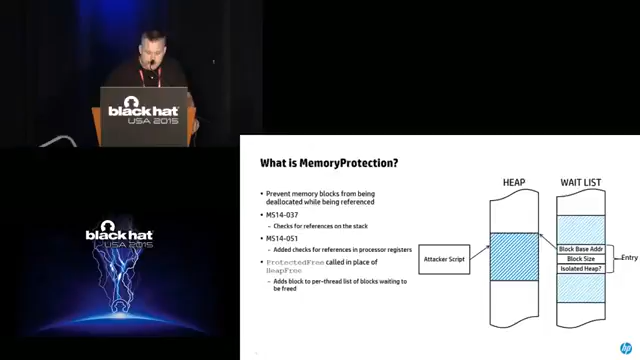 black hat
USA 2015
black hat
USA 2015
What is MemoryProtection?
• Prevent memory blocks from being
deallocated while being referenced
• MS14-037
– Checks for references on the stack
• MS14-051
– Added checks for references in processor registers
• ProtectedFree called in place of
HeapFree
– Adds block to per-thread list of blocks waiting to
be freed
HEAP
WAIT LIST
Attacker Script
Block Base Addr
Block Size
Isolated Heap?
Entry
hp